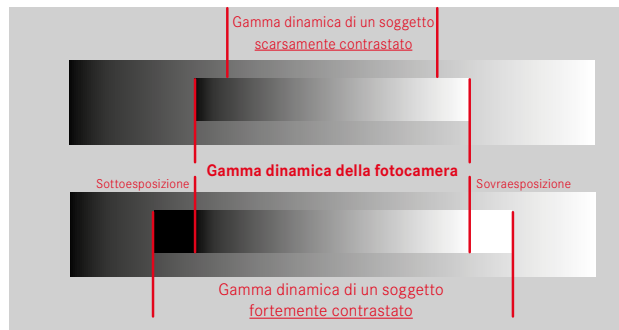 Gamma dinamica di un soggetto
scarsamente contrastato
Gamma dinamica della fotocamera
Sottoesposizione
Sovraesposizione
Gamma dinamica di un soggetto
fortemente contrastato